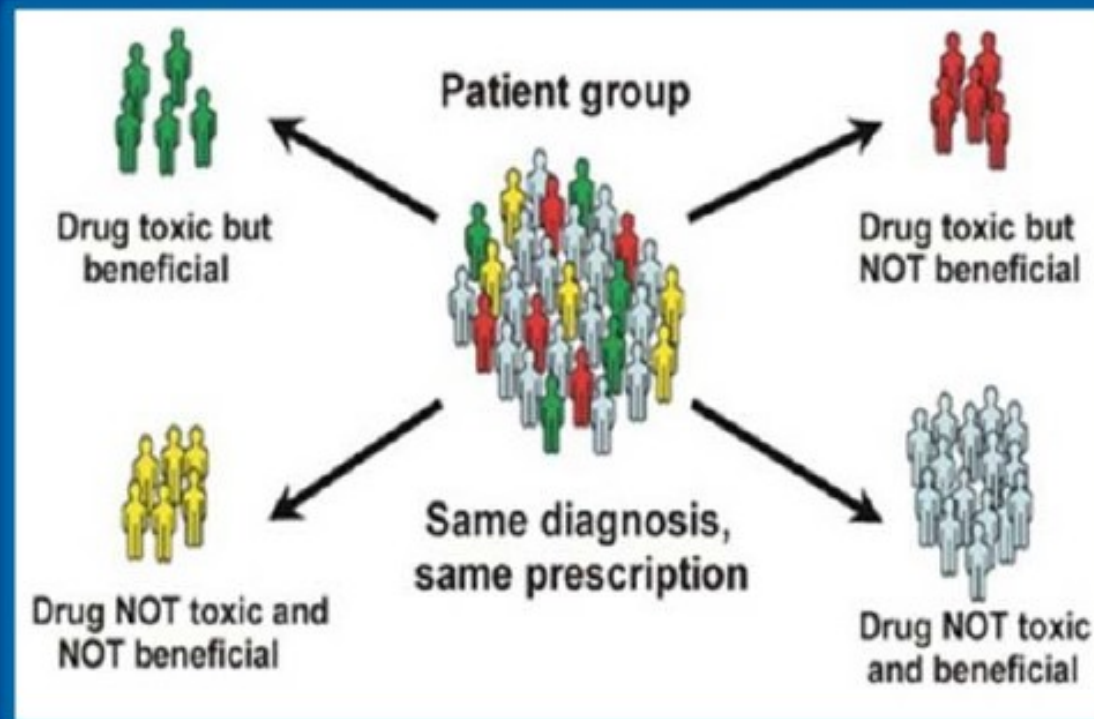 Patient group
Drug toxic but
beneficial
Drug toxic but
NOT beneficial
Same diagnosis,
same prescription
Drug NOT toxic and
NOT beneficial
Drug NOT toxic
and beneficial